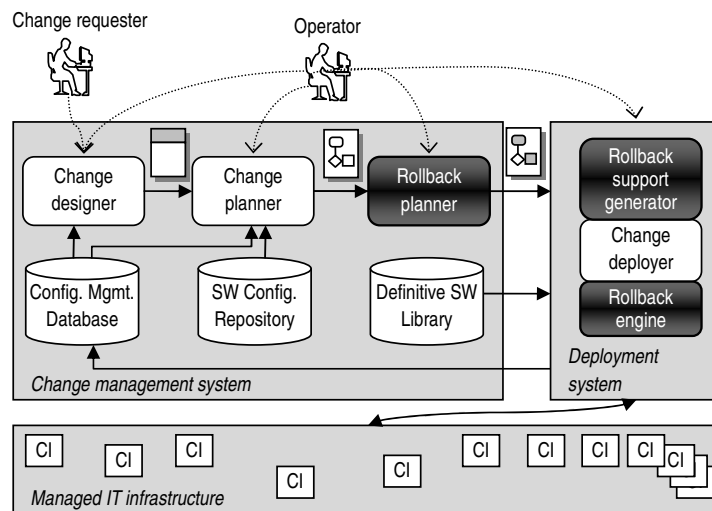 Change requester
Operator
Change
designer
Change
planner
Rollback
planner
Rollback
support
generator
Change
deployer
Rollback
engine
Config. Mgmt.
Database
SW Config.
Repository
Definitive SW
Library
Change management system
Deployment
system
CI
CI
CI
CI
CI
CI
CI
CI
CI
CI
Managed IT infrastructure